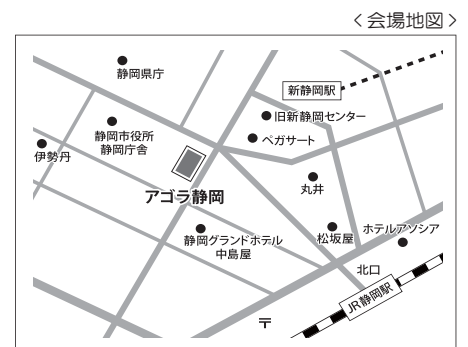 ＜会場地図＞
静岡県庁
新静岡駅
旧新静岡センター
静岡市役所
静岡庁舎
ペガサート
伊勢丹
丸井
アゴラ静岡
静岡グランドホテル
中島屋
松坂屋
ホテルアソシア
北口
JR静岡駅
〒